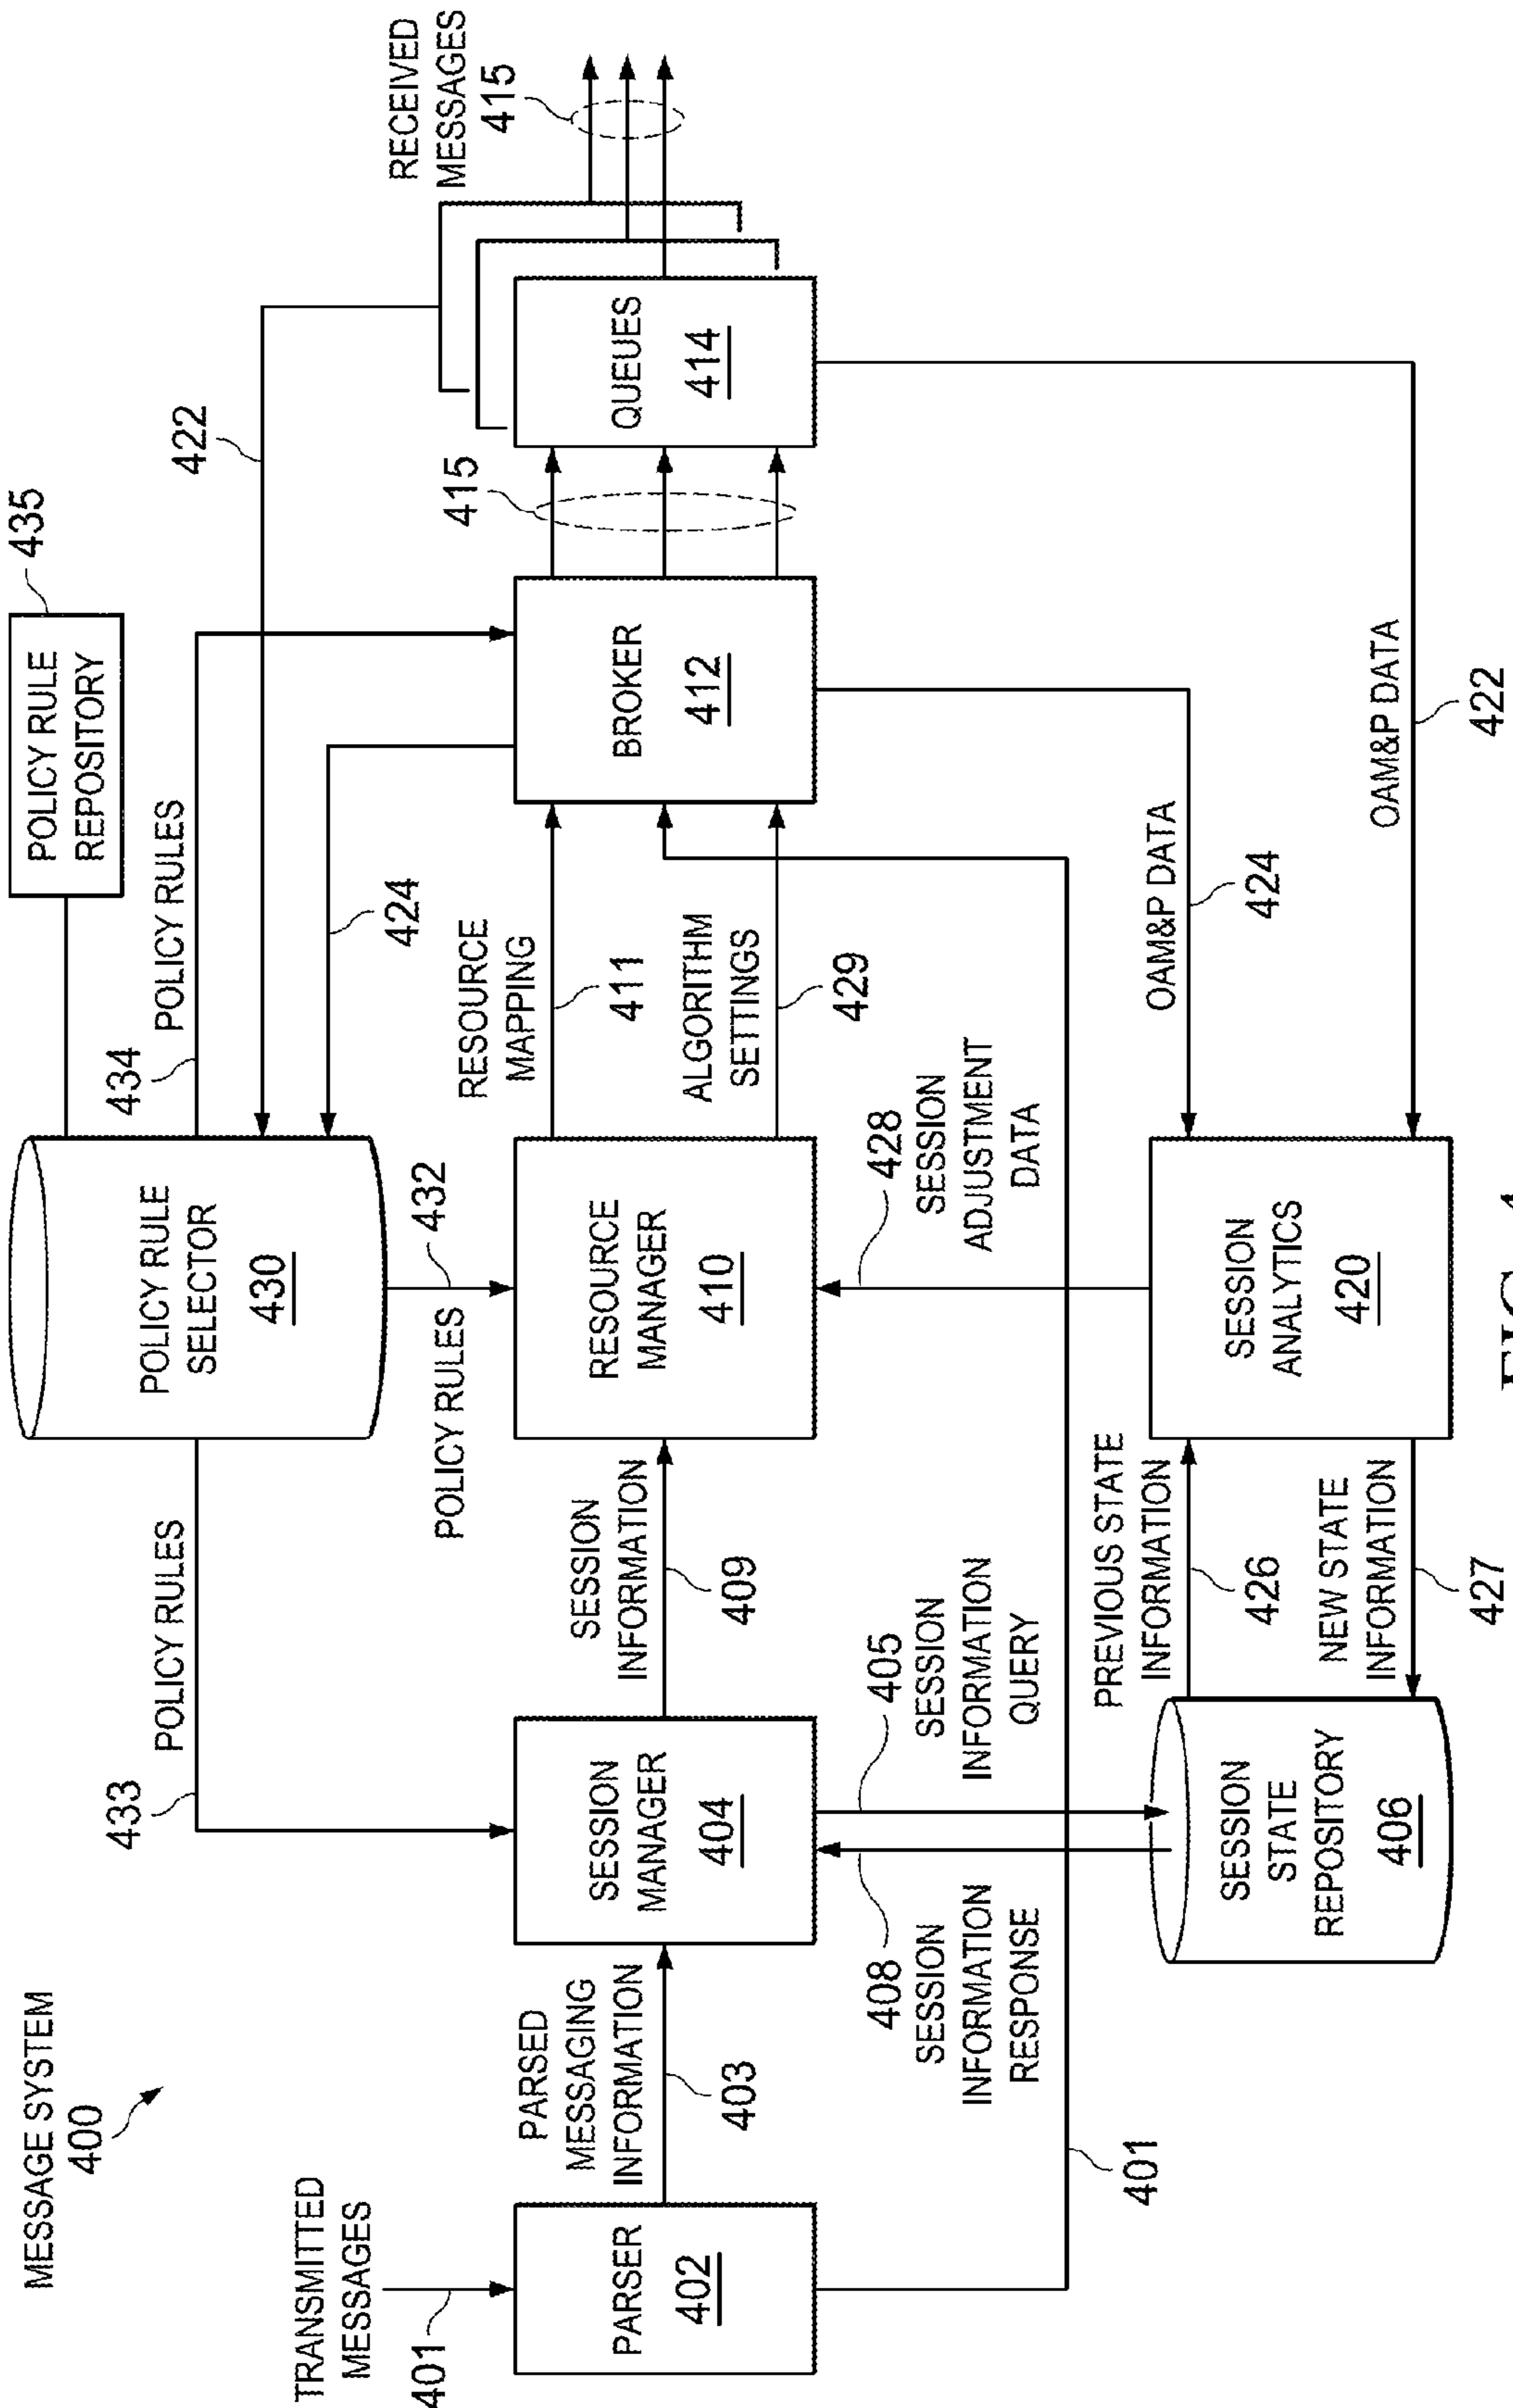 MESSAGE SYSTEM
400
TRANSMITTED
MESSAGES
401
PARSER
402
PARSED
MESSAGING
INFORMATION
403
401
SESSION
MANAGER
404
433
POLICY RULES
408
SESSION
INFORMATION
RESPONSE
405
SESSION
INFORMATION
QUERY
SESSION
STATE
REPOSITORY
406
SESSION
INFORMATION
409
PREVIOUS STATE
INFORMATION
426
NEW STATE
INFORMATION
427
POLICY RULE
SELECTOR
430
POLICY RULES
432
RESOURCE
MANAGER
410
428
SESSION
ADJUSTMENT
DATA
SESSION
ANALYTICS
420
434
POLICY RULES
POLICY RULE
REPOSITORY
435
422
424
RESOURCE
MAPPING
411
ALGORITHM
SETTINGS
429
BROKER
412
OAM&P DATA
424
OAM&P DATA
422
415
QUEUES
414
RECEIVED
MESSAGES
415